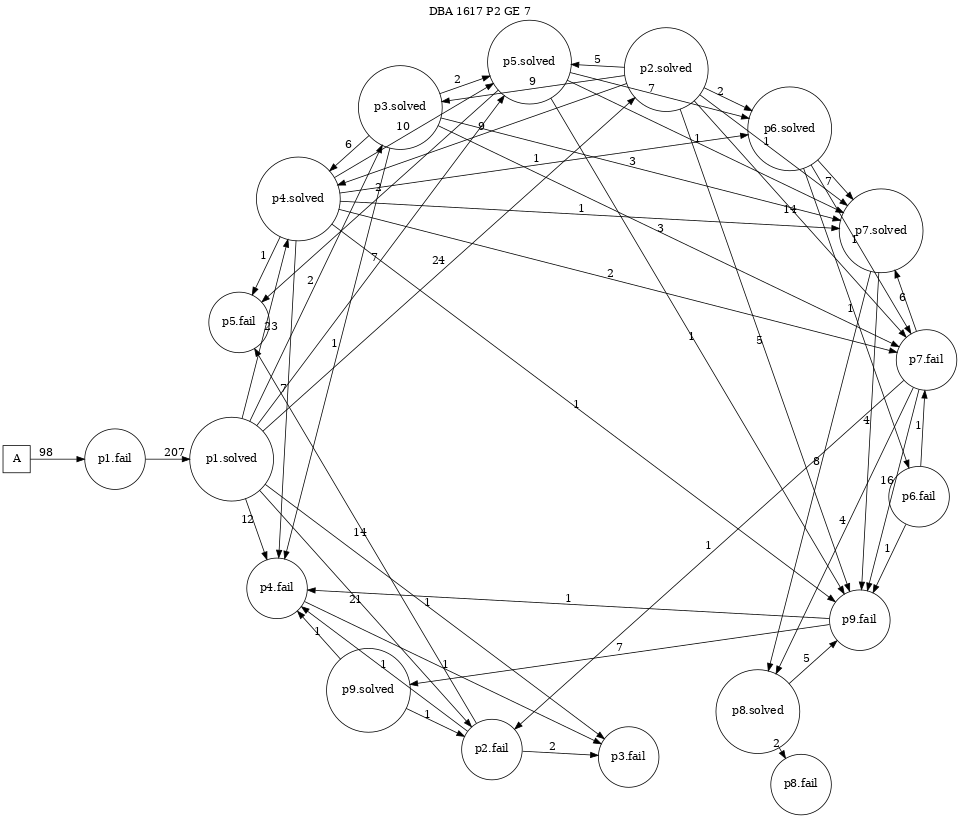 DBA 1617 P2 GE 7
p5.solved
p2.solved
5
2
9
7
2
p3.solved
p6.solved
10
9
6
1
1
1
3
7
p4.solved
2
1
14
p7.solved
3
1
1
7
24
2
2
6
1
p5.fail
23
1
1
5
1
p7.fail
7
1
4
1
A
98
p1.fail
207
p1.solved
8
16
p6.fail
12
4
14
1
1
p4.fail
21
1
1
p9.fail
1
7
1
1
5
p9.solved
1
p8.solved
p2.fail
2
p3.fail
2
p8.fail